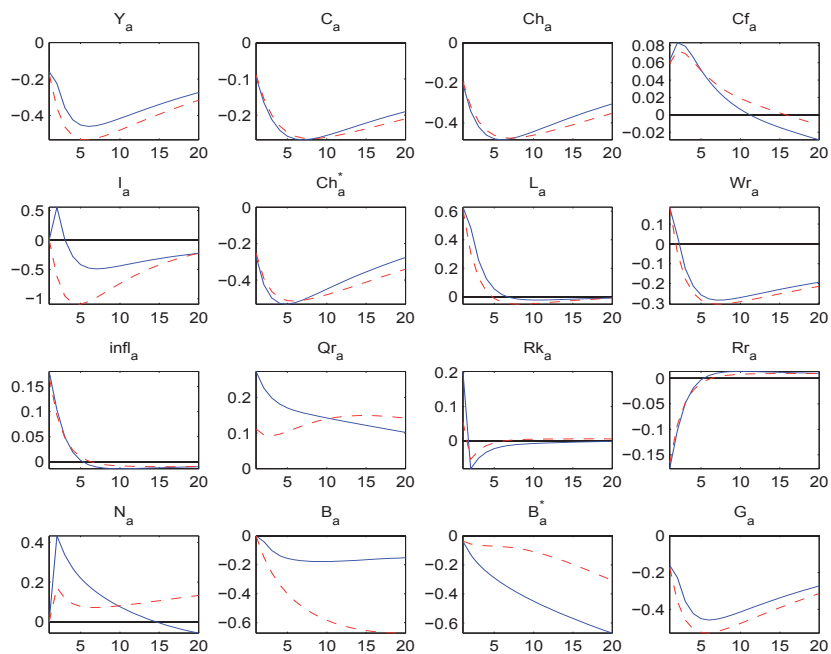 Y_a C_a Ch_a Cf_a
0 0 0 0.08
−0.2 −0.1 −0.2 0.06
−0.4 −0.2 −0.4 0.04
0.02
0
−0.02
5 10 15 20 5 10 15 20 5 10 15 20 5 10 15 20
I_a Ch*_a L_a Wr_a
0.5 0 0.6 0.1
0 −0.2 0.4 0
−0.5 −0.4 0.2 −0.1
−1 0 −0.2
−0.3
5 10 15 20 5 10 15 20 5 10 15 20 5 10 15 20
infl_a Qr_a Rk_a Rr_a
0.15 0.2 0.2 0
0.1 0.1 0.1 −0.05
0.05 0 0 −0.1
0 −0.15
5 10 15 20 5 10 15 20 5 10 15 20 5 10 15 20
N_a B_a B*_a G_a
0.4 0 0 0
0.2 −0.2 −0.2 −0.2
0 −0.4 −0.4 −0.4
−0.6 −0.6
5 10 15 20 5 10 15 20 5 10 15 20 5 10 15 20